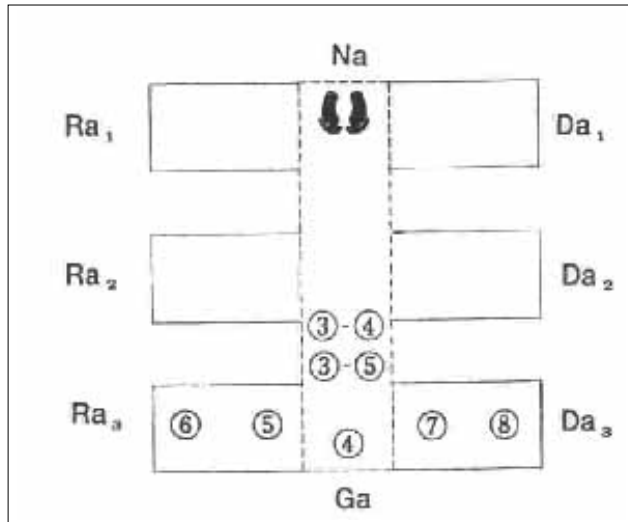 Na
Ra₁ Da₁
Ra₂ Da₂
③-④
③-⑤
Ra₃ ⑥ ⑤ ④ ⑦ ⑧ Da₃
Ga